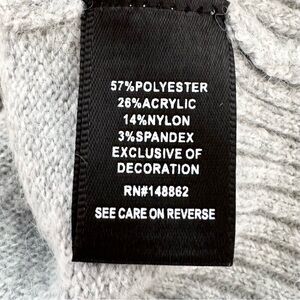 57%POLYESTER
26%ACRYLIC
14%NYLON
3%SPANDEX
EXCLUSIVE OF
DECORATION
RN#148862
SEE CARE ON REVERSE